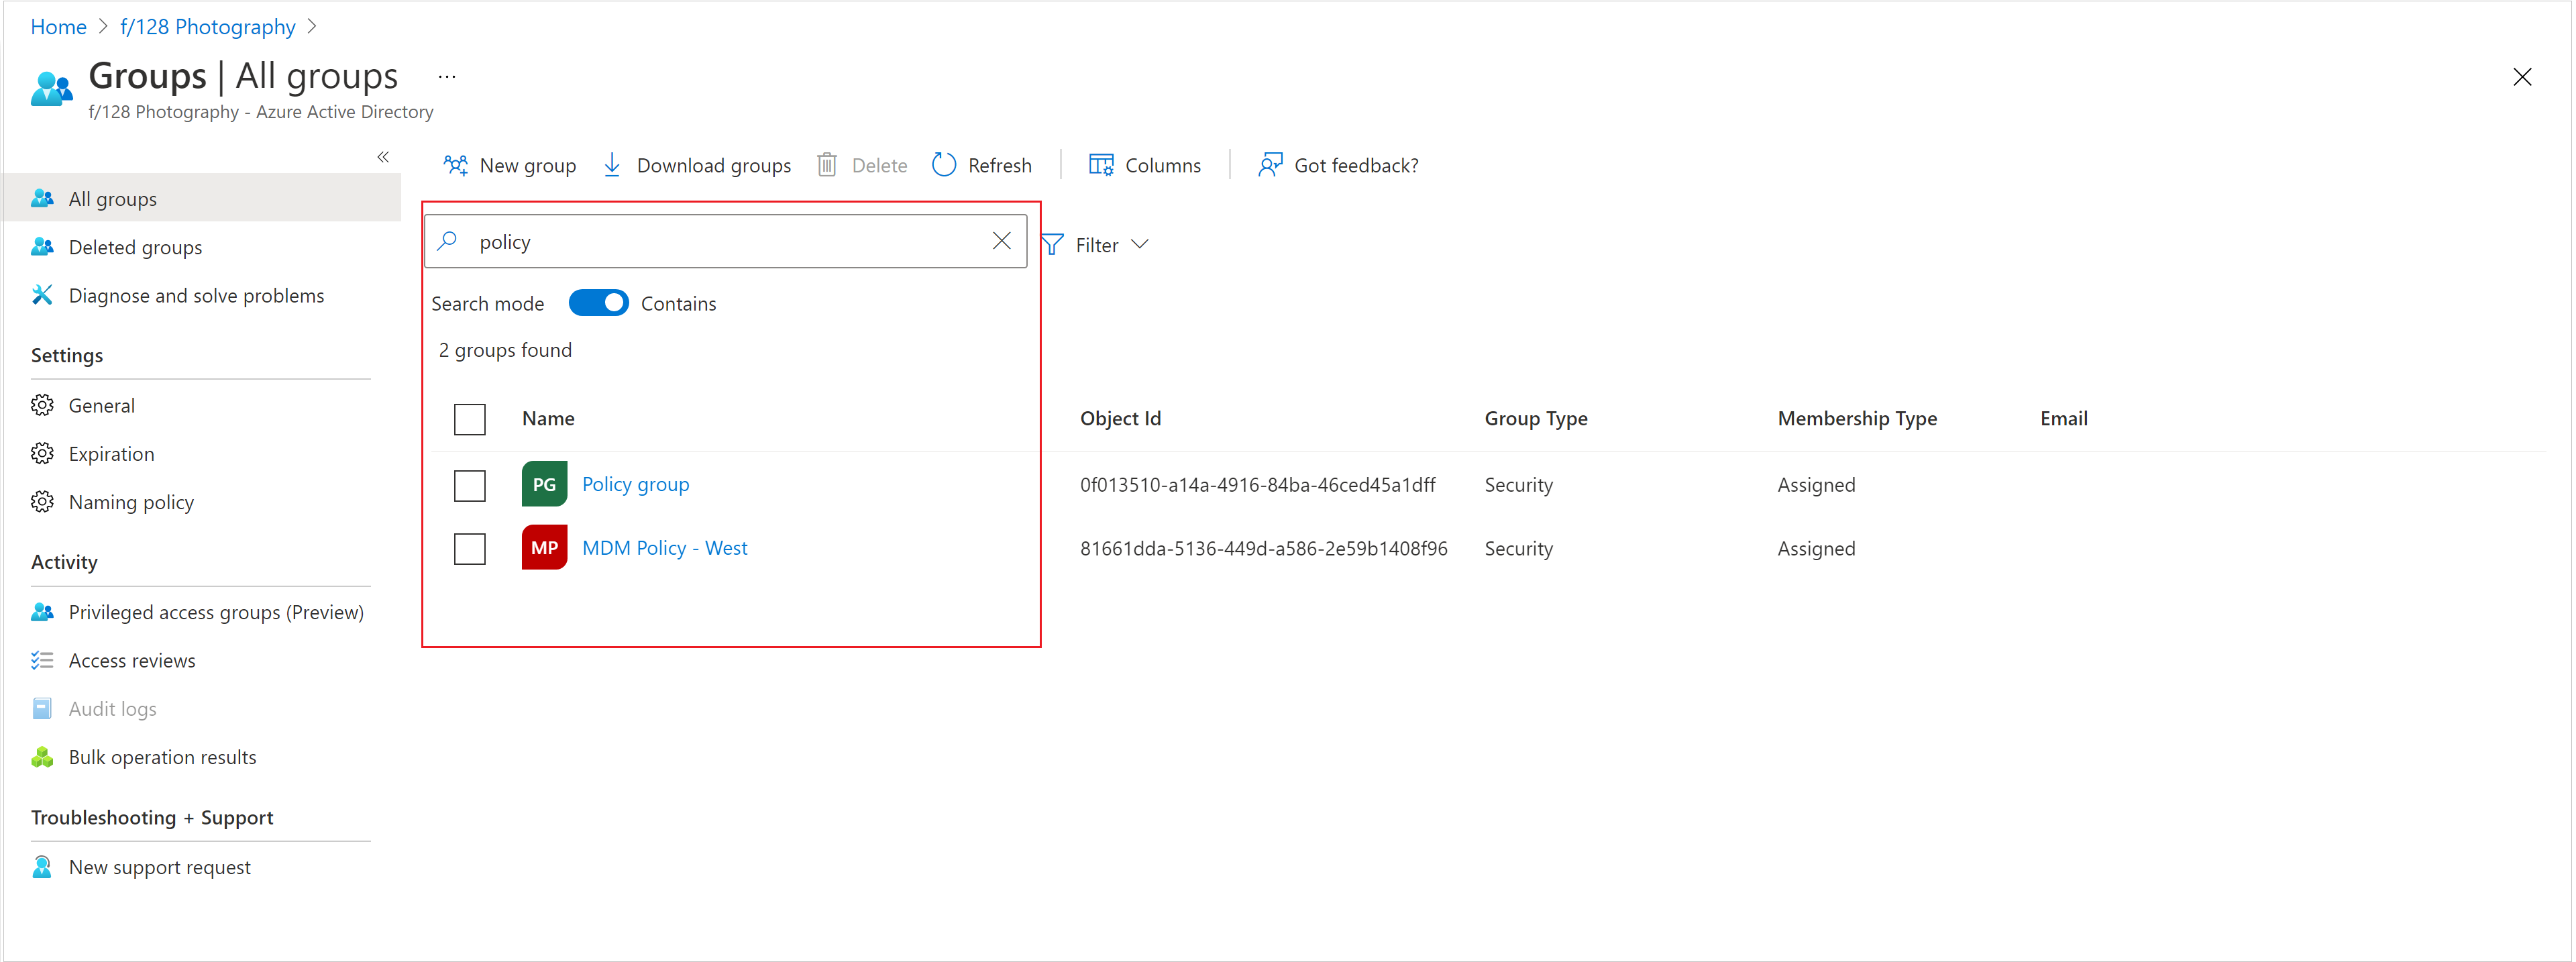 Home > f/128 Photography >
Groups | All groups ...
f/128 Photography - Azure Active Directory
«
All groups
Deleted groups
Diagnose and solve problems
Settings
General
Expiration
Naming policy
Activity
Privileged access groups (Preview)
Access reviews
Audit logs
Bulk operation results
Troubleshooting + Support
New support request
New group Download groups Delete Refresh Columns Got feedback?
policy Filter
Search mode Contains
2 groups found
Name Object Id Group Type Membership Type Email
PG Policy group 0f013510-a14a-4916-84ba-46ced45a1dff Security Assigned
MP MDM Policy - West 81661dda-5136-449d-a586-2e59b1408f96 Security Assigned